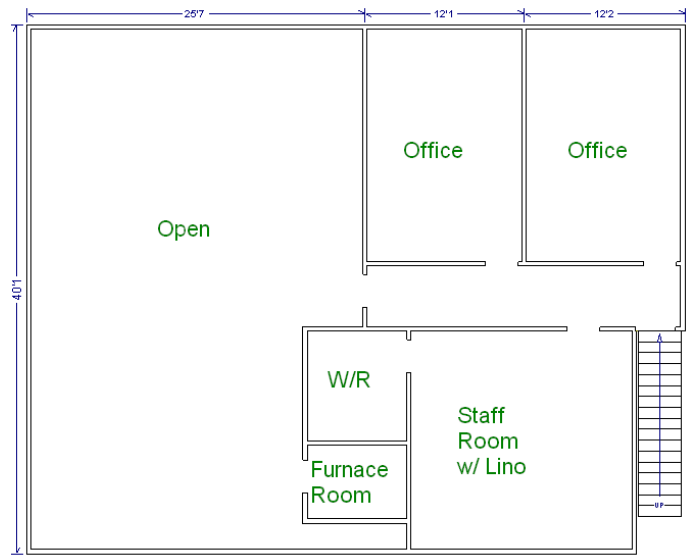 25'7
12'1
12'2
Office
Office
Open
40'1
W/R
Staff
Room
w/ Lino
Furnace
Room
UP